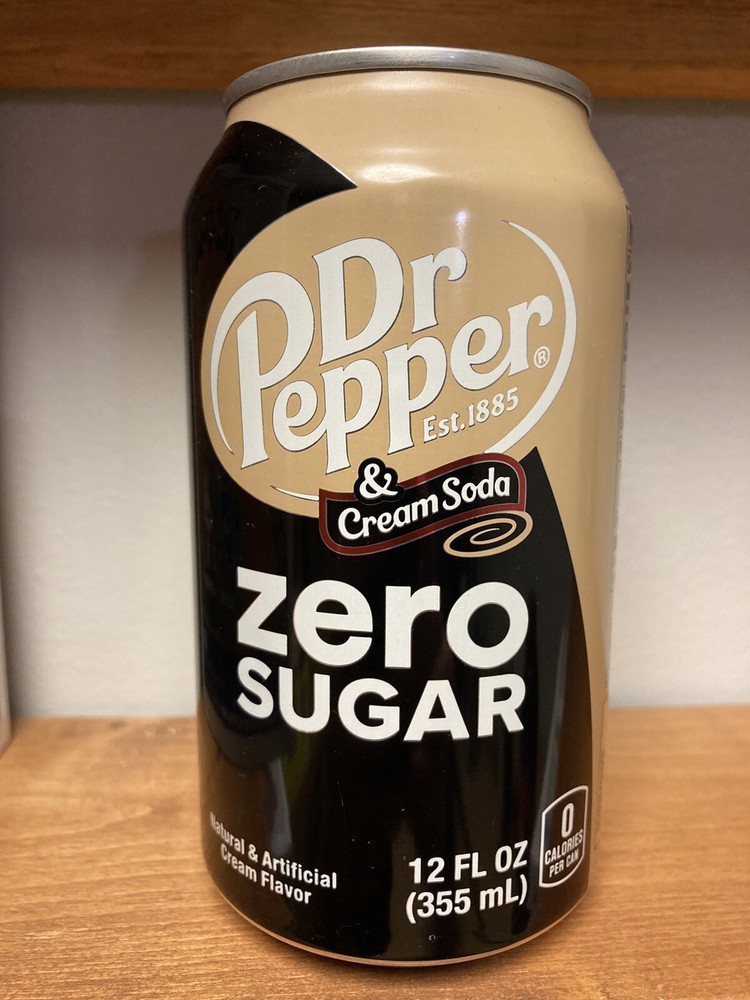 Dr
Pepper®
Est. 1885
&
Cream Soda
zero
SUGAR
Natural & Artificial
Cream Flavor
12 FL OZ
(355 mL)
0
CALORIES
PER CAN